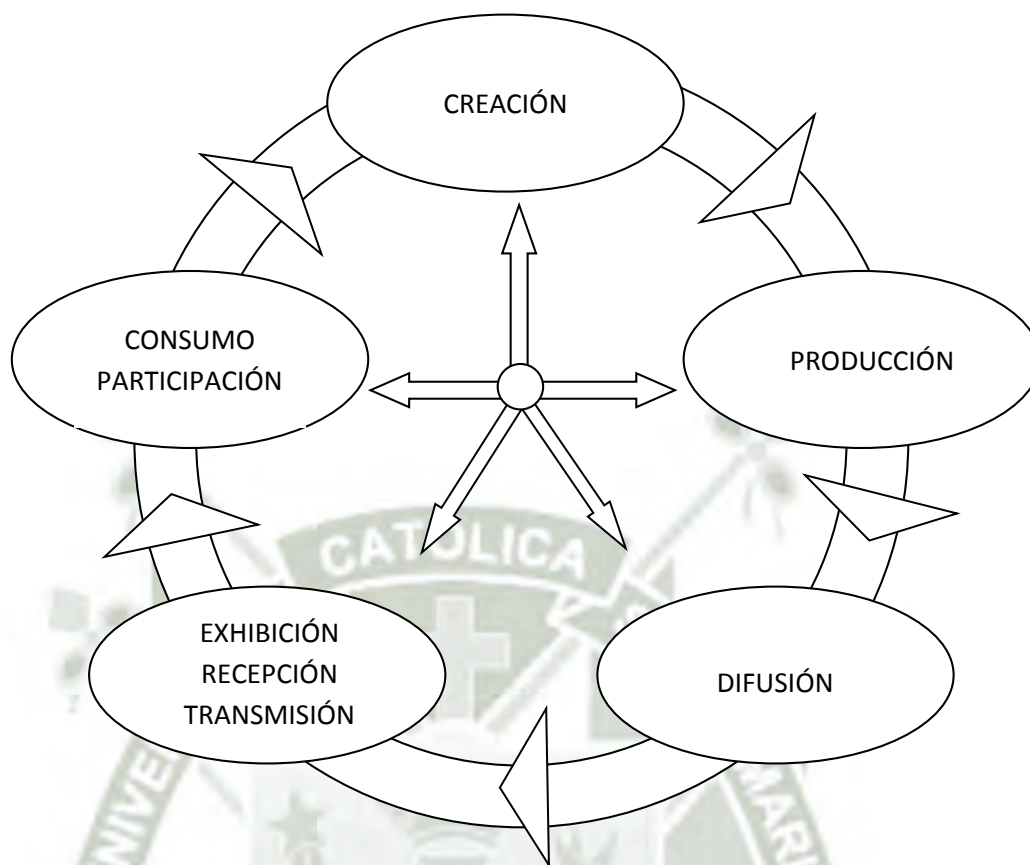 CREACIÓN
CONSUMO
PARTICIPACIÓN
PRODUCCIÓN
EXHIBICIÓN
RECEPCIÓN
TRANSMISIÓN
DIFUSIÓN
CATOLICA